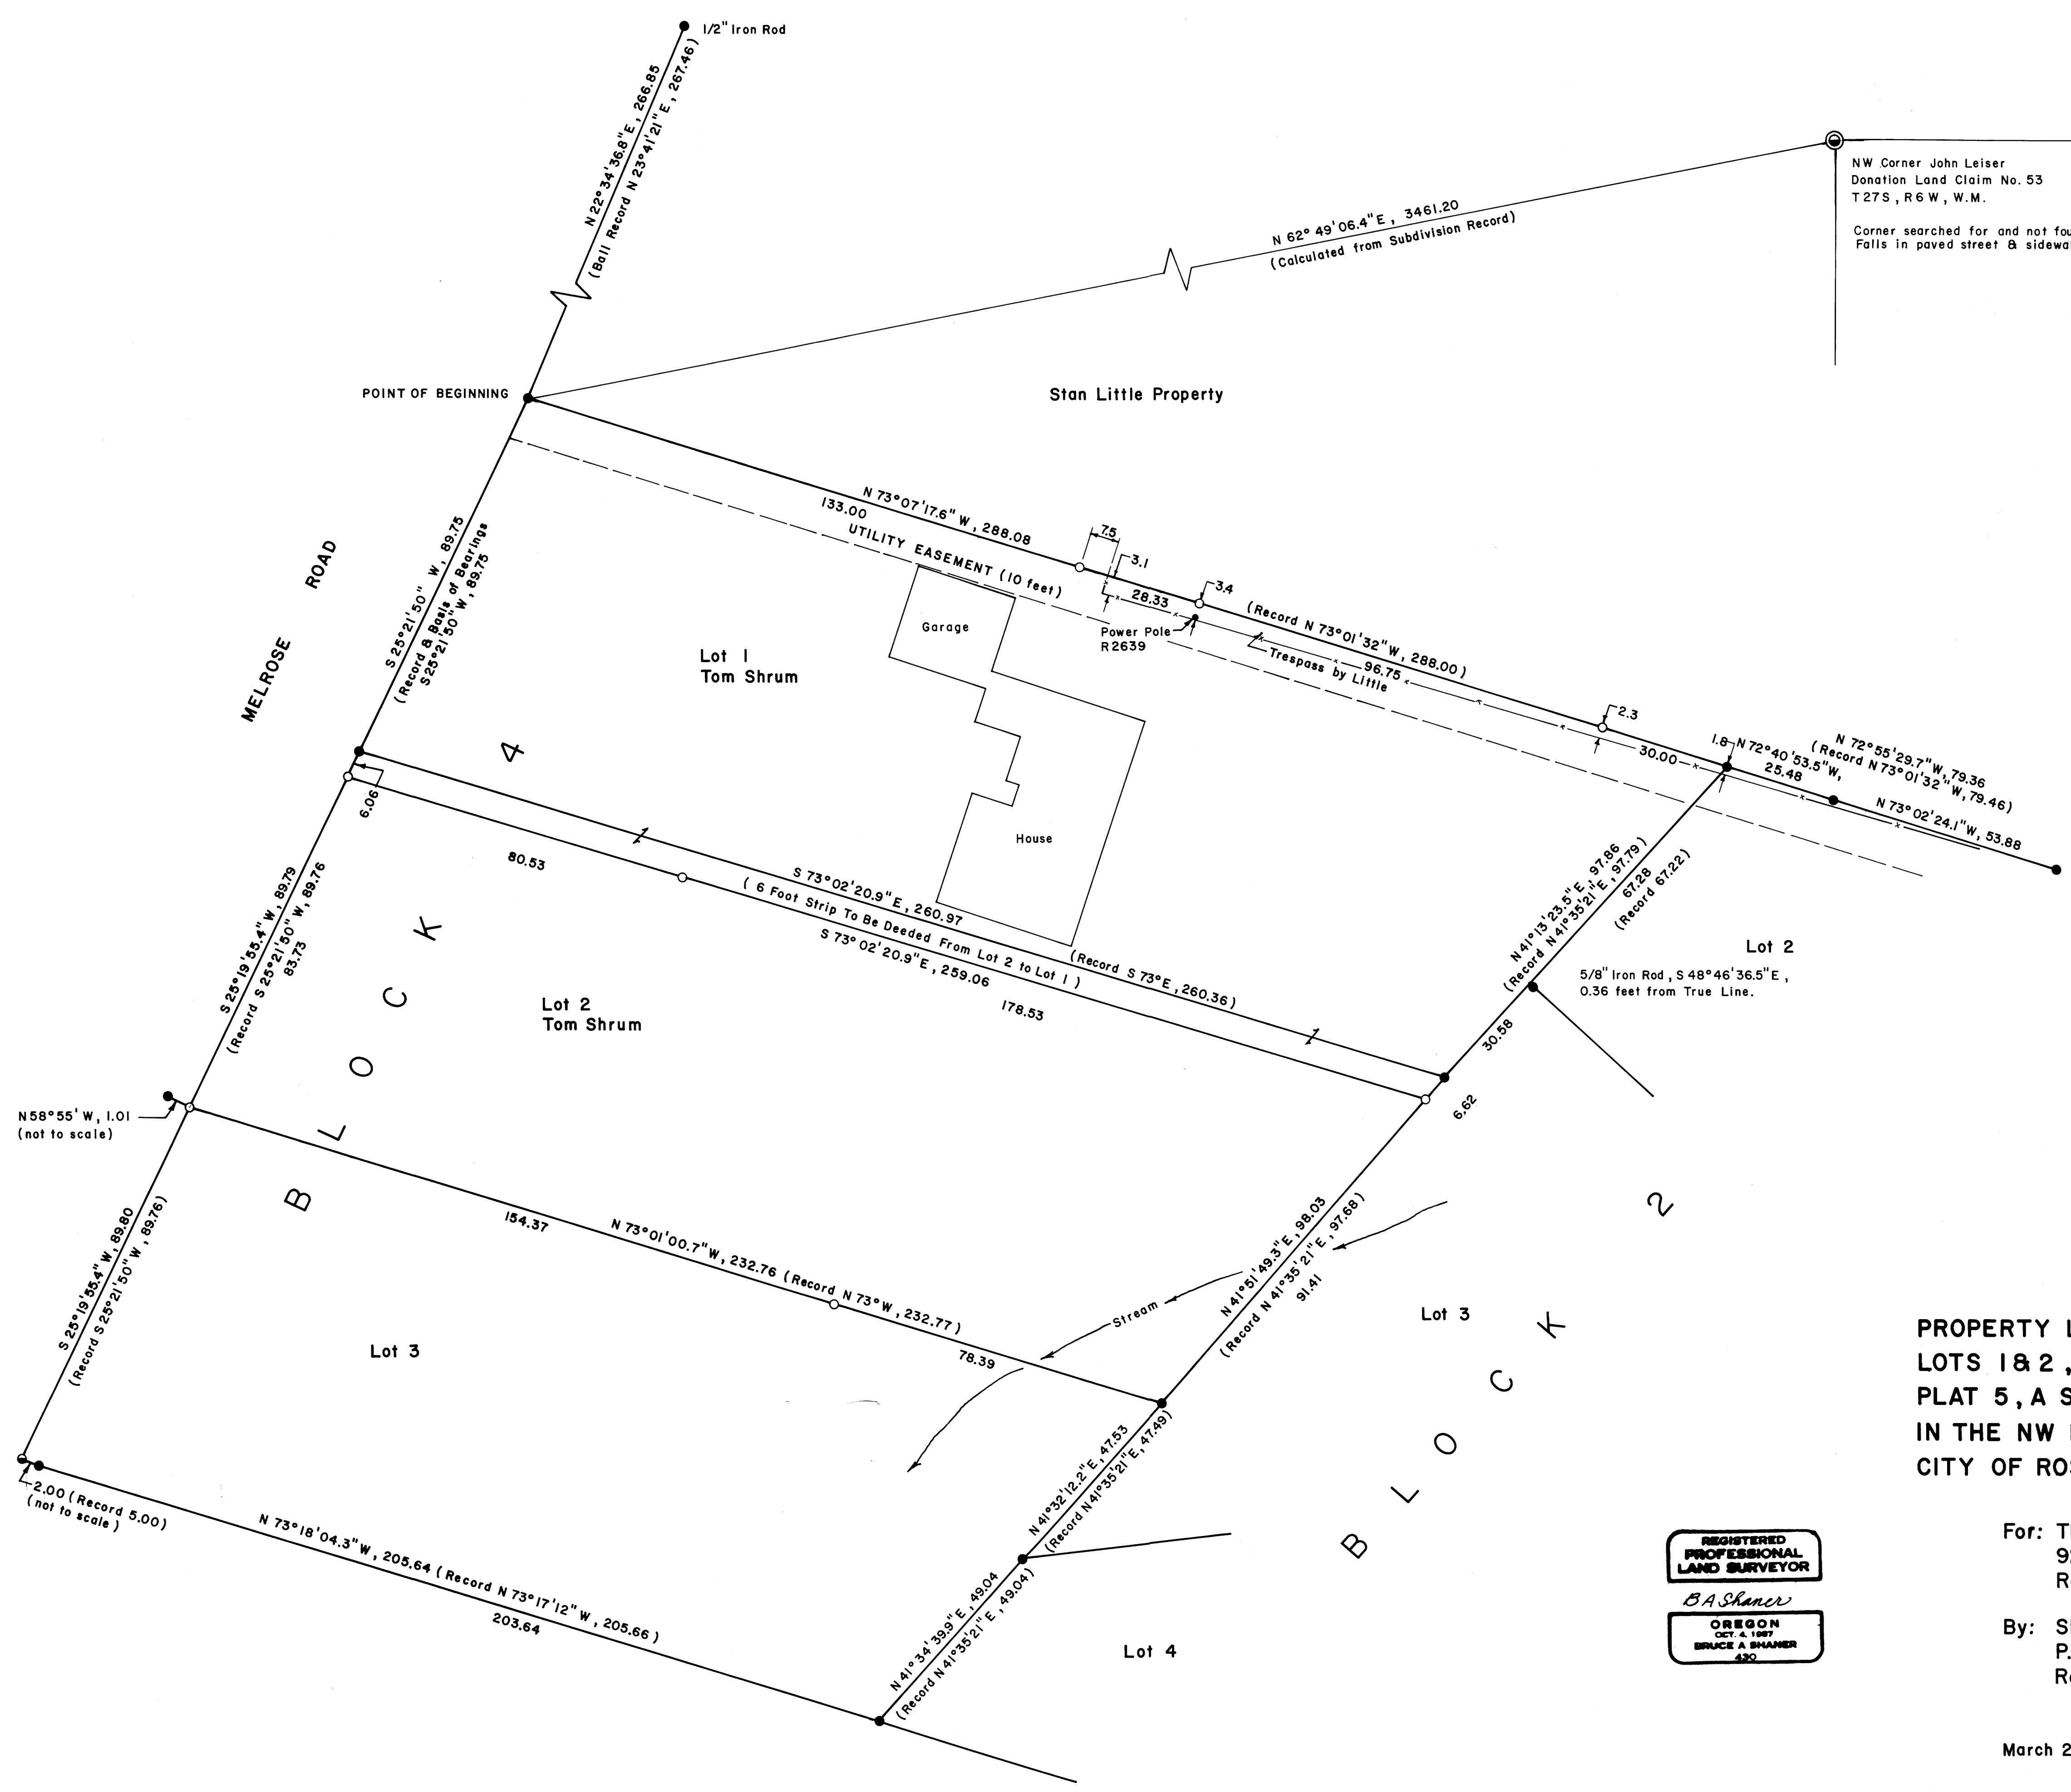 1/2" Iron Rod
N 22° 34' 36.8" E, 266.85
(Ball Record N 23° 41' 21" E, 267.46)
NW Corner John Leiser
Donation Land Claim No. 53
T 27 S, R 6 W, W.M.
Corner searched for and not
Falls in paved street &
N 62° 49' 06.4" E, 3461.20
(Calculated from Subdivision Record)
POINT OF BEGINNING
Stan Little Property
N 73° 07' 17.6" W, 288.08
133.00
UTILITY EASEMENT (10 feet)
7.5
3.1
28.33
3.4
(Record N 73° 01' 32" W, 288.00)
Power Pole
R2639
Trespass by Little
96.75
2.3
30.00
1.8
N 72° 40' 53.5" W,
25.48
N 72° 55' 29.7" W, 79.36
(Record N 73° 01' 32" W, 79.46)
N 73° 02' 24.1" W, 53.88
MELROSE ROAD
S 25° 21' 50" W, 89.75
(Record & Basis of Bearings
S 25° 21' 50" W, 89.75
Lot 1
Tom Shrum
Garage
House
6.06
80.53
S 73° 02' 20.9" E, 260.97
( 6 Foot Strip To Be Deeded From Lot 2 to Lot 1 )
(Record S 73° E, 260.36)
S 73° 02' 20.9" E, 259.06
178.53
N 41° 13' 23.5" E, 97.86
(Record N 41° 35' 21" E, 97.79)
67.28
(Record 67.22)
Lot 2
5/8" Iron Rod, S 48° 46' 36.5" E,
0.36 feet from True Line.
30.58
6.62
S 25° 19' 55.4" W, 89.79
(Record S 25° 21' 50" W, 89.76
83.73
Lot 2
Tom Shrum
BLOCK 4
N 58° 55' W, 1.01
(not to scale)
154.37
N 73° 01' 00.7" W, 232.76 (Record N 73° W, 232.77)
78.39
Stream
N 41° 51' 49.3" E, 98.03
(Record N 41° 35' 21" E, 97.68)
91.41
Lot 3
BLOCK 2
S 25° 19' 55.4" W, 89.80
(Record S 25° 21' 50" W, 89.76)
Lot 3
2.00 (Record 5.00)
(not to scale)
N 73° 18' 04.3" W, 205.64 (Record N 73° 17' 12" W, 205.66)
203.64
N 41° 32' 12.2" E, 47.53
(Record N 41° 35' 21" E, 47.49)
N 41° 34' 39.9" E, 49.04
(Record N 41° 35' 21" E, 49.04)
Lot 4
REGISTERED
PROFESSIONAL
LAND SURVEYOR
B A Shaner
OREGON
OCT. 4, 1967
BRUCE A SHANER
430
PROPERTY L
LOTS 1 & 2,
PLAT 5, A S
IN THE NW
CITY OF RO
For: T
R
By: S
P.
R
March 2